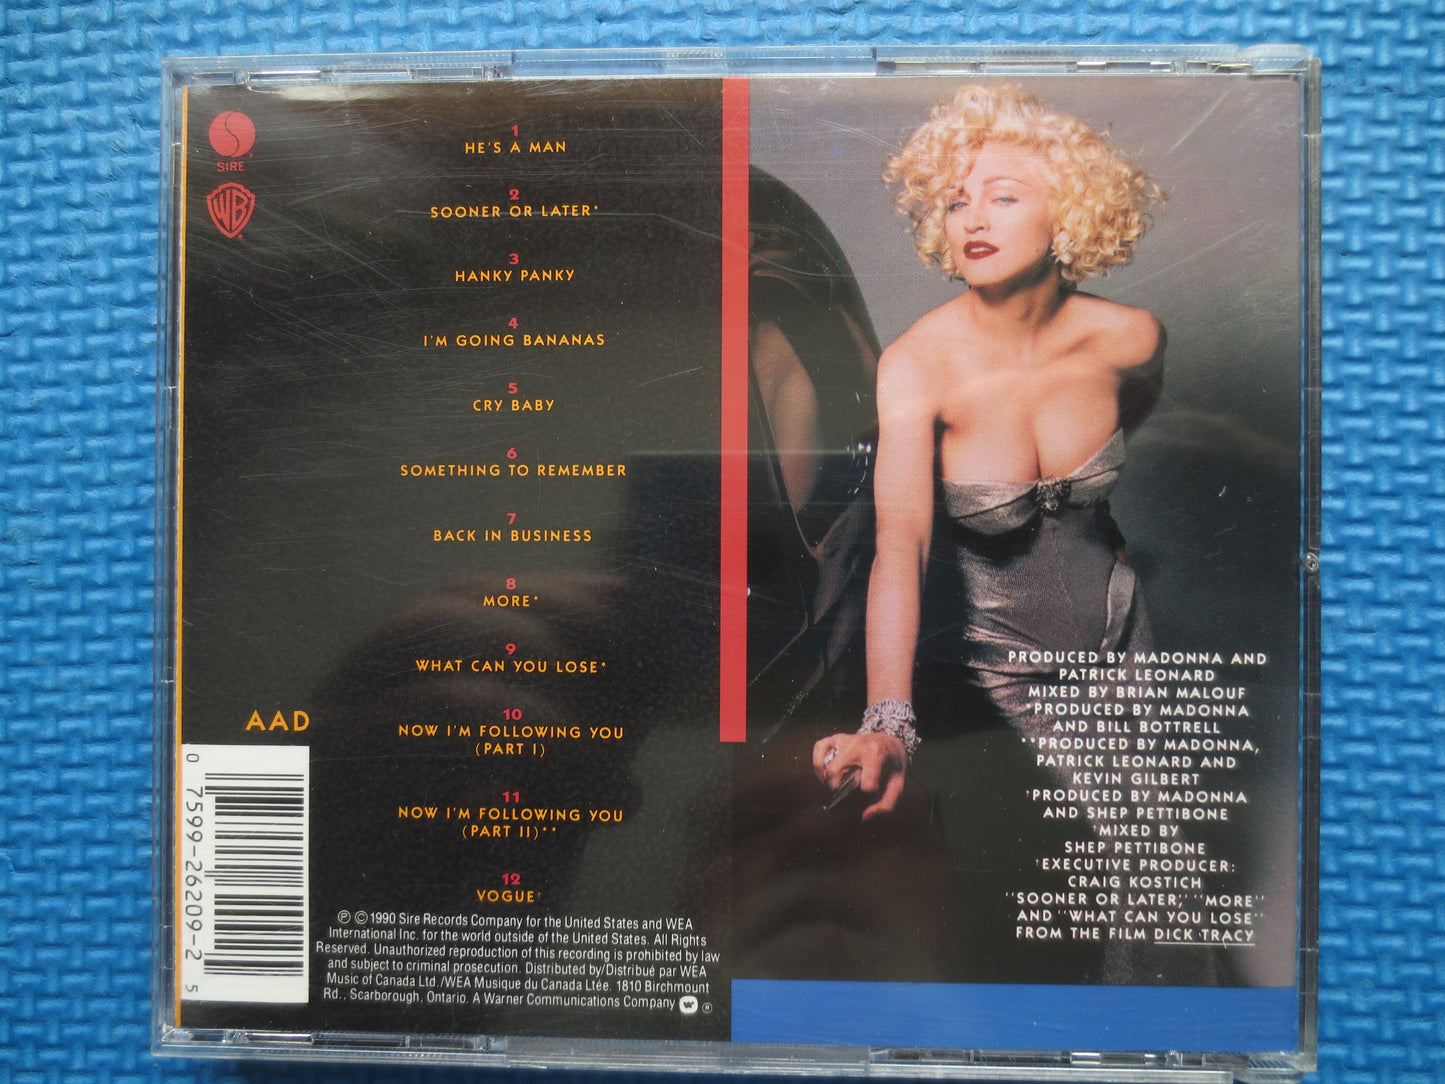 SIRE
WB
1
HE'S A MAN
2
SOONER OR LATER*
3
HANKY PANKY
4
I'M GOING BANANAS
5
CRY BABY
6
SOMETHING TO REMEMBER
7
BACK IN BUSINESS
8
MORE*
9
WHAT CAN YOU LOSE*
10
NOW I'M FOLLOWING YOU
(PART I)
11
NOW I'M FOLLOWING YOU
(PART II)**
12
VOGUE†
AAD
0 7599-26209-2 5
℗ ©1990 Sire Records Company for the United States and WEA
International Inc. for the world outside of the United States. All Rights
Reserved. Unauthorized reproduction of this recording is prohibited by law
and subject to criminal prosecution. Distributed by/Distribué par WEA
Music of Canada Ltd./WEA Musique du Canada Ltée. 1810 Birchmount
Rd., Scarborough, Ontario. A Warner Communications Company ®
PRODUCED BY MADONNA AND
PATRICK LEONARD
MIXED BY BRIAN MALOUF
*PRODUCED BY MADONNA
AND BILL BOTTRELL
**PRODUCED BY MADONNA,
PATRICK LEONARD AND
KEVIN GILBERT
†PRODUCED BY MADONNA
AND SHEP PETTIBONE
†MIXED BY
SHEP PETTIBONE
†EXECUTIVE PRODUCER:
CRAIG KOSTICH
"SOONER OR LATER," "MORE"
AND "WHAT CAN YOU LOSE"
FROM THE FILM DICK TRACY